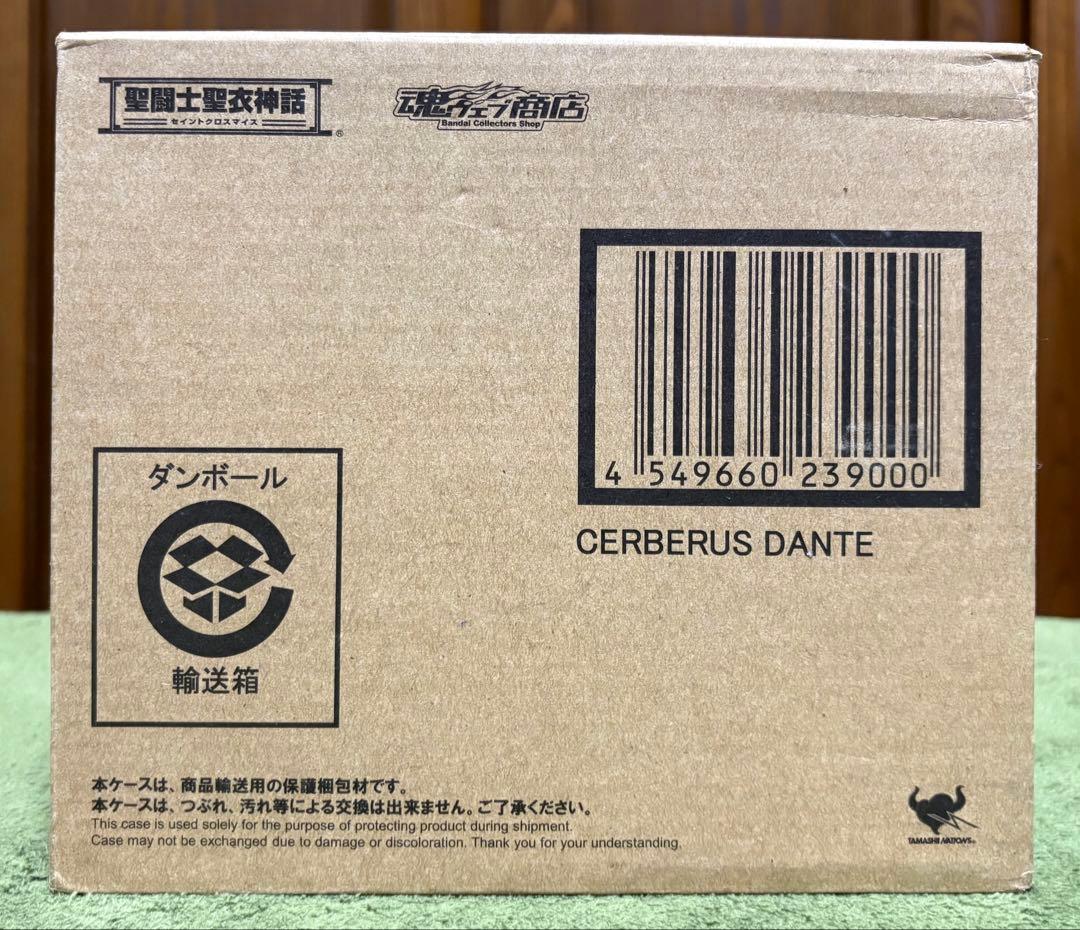 聖闘士聖衣神話
セイントクロスマイス
®
魂ウェブ商店
Bandai Collectors Shop
4 549660 239000
CERBERUS DANTE
ダンボール
輸送箱
本ケースは、商品輸送用の保護梱包材です。
本ケースは、つぶれ、汚れ等による交換は出来ません。ご了承ください。
This case is used solely for the purpose of protecting product during shipment.
Case may not be exchanged due to damage or discoloration. Thank you for your understanding.
TAMASHII NATIONS